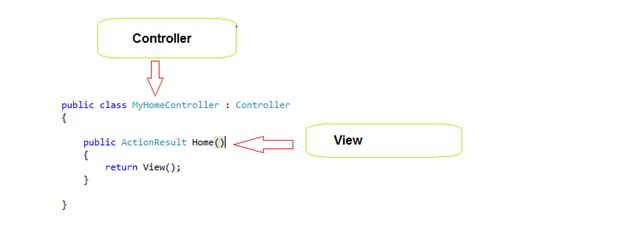 Controller
public class MyHomeController : Controller
{
public ActionResult Home()
View
{
return View();
}
}